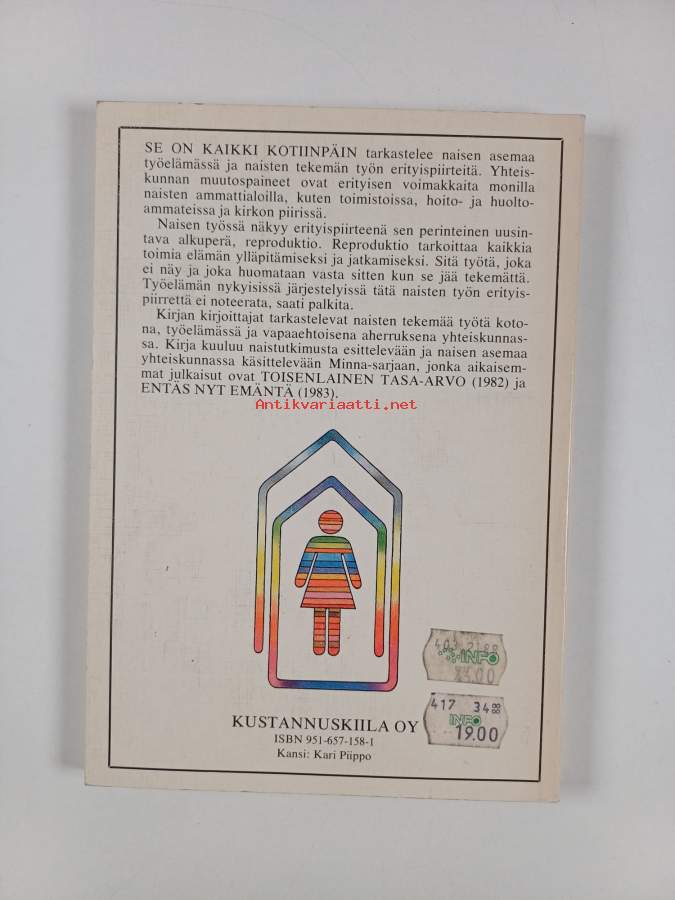 SE ON KAIKKI KOTIINPÄIN tarkastelee naisen asemaa
työelämässä ja naisten tekemän työn erityispiirteitä. Yhteis-
kunnan muutospaineet ovat erityisen voimakkaita monilla
naisten ammattialoilla, kuten toimistoissa, hoito- ja huolto-
ammateissa ja kirkon piirissä.
Naisen työssä näkyy erityispiirteenä sen perinteinen uusin-
tava alkuperä, reproduktio. Reproduktio tarkoittaa kaikkia
toimia elämän ylläpitämiseksi ja jatkamiseksi. Sitä työtä, joka
ei näy ja joka huomataan vasta sitten kun se jää tekemättä.
Työelämän nykyisissä järjestelyissä tätä naisten työn erityis-
piirrettä ei noteerata, saati palkita.
Kirjan kirjoittajat tarkastelevat naisten tekemää työtä koto-
na, työelämässä ja vapaaehtoisena aherruksena yhteiskunnas-
sa. Kirja kuuluu naistutkimusta esittelevään ja naisen asemaa
yhteiskunnassa käsittelevään Minna-sarjaan, jonka aikaisem-
mat julkaisut ovat TOISENLAINEN TASA-ARVO (1982) ja
ENTÄS NYT EMÄNTÄ (1983).
Antikvariaatti.net
INFO
KUSTANNUSKIILA OY
ISBN 951-657-158-1
Kansi: Kari Piippo
417 34 88
INFO
19.00